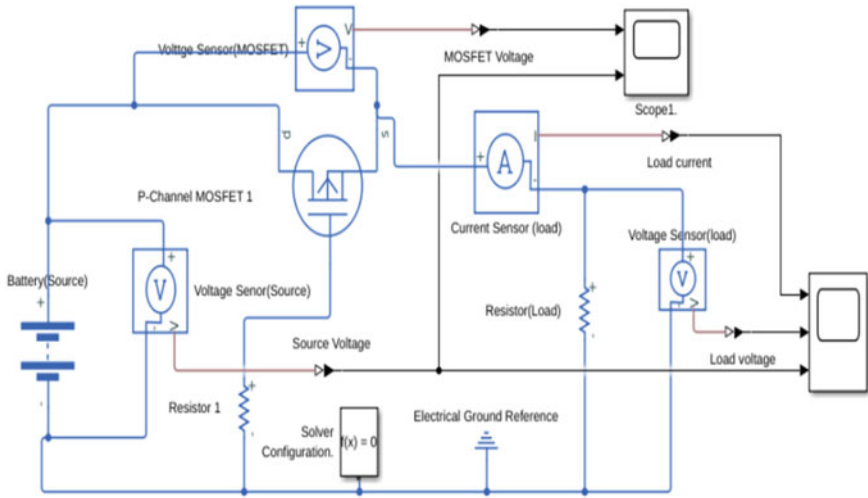 Volttge Sensor(MOSFET)
+
V
V
-
MOSFET Voltage
Scope1.
d
s
+
A
I
-
Load current
P-Channel MOSFET 1
Current Sensor (load)
Voltage Sensor(load)
Battery(Source)
+
-
+
V
-
V
Voltage Senor(Source)
+
V
-
V
Resistor(Load)
+
-
Source Voltage
Load voltage
Resistor 1
+
-
Solver
Configuration.
f(x) = 0
Electrical Ground Reference